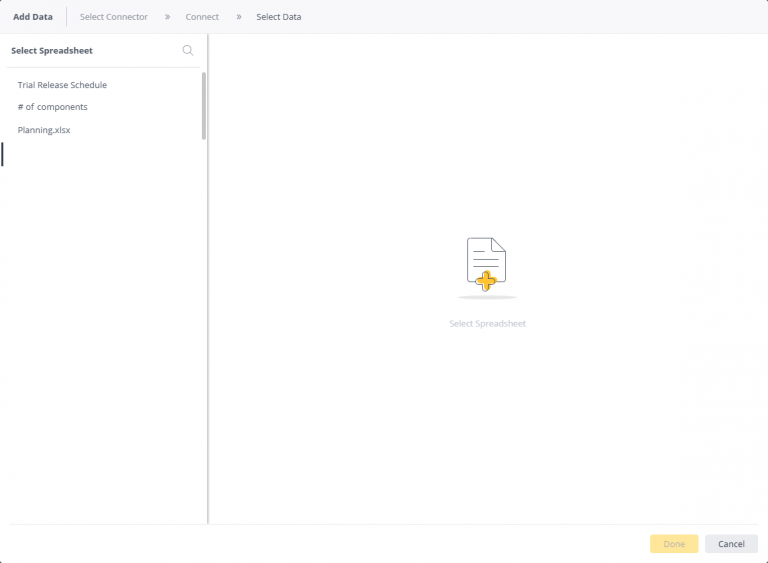 Add Data Select Connector » Connect » Select Data
Select Spreadsheet
Trial Release Schedule
# of components
Planning.xlsx
Select Spreadsheet
Done Cancel